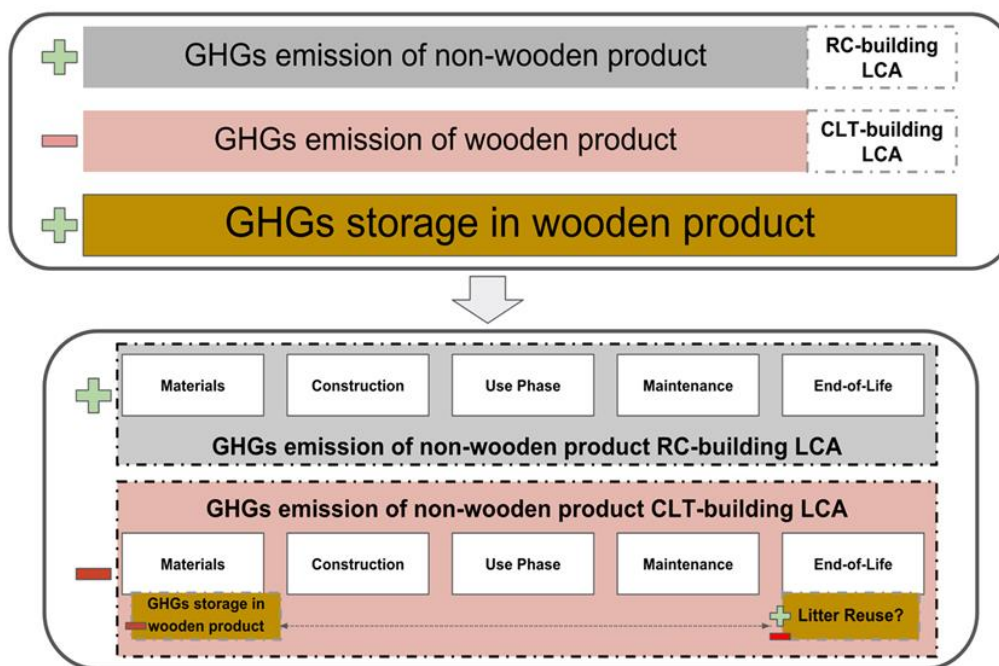 GHGs emission of non-wooden product
RC-building
LCA
GHGs emission of wooden product
CLT-building
LCA
GHGs storage in wooden product
Materials
Construction
Use Phase
Maintenance
End-of-Life
GHGs emission of non-wooden product RC-building LCA
GHGs emission of non-wooden product CLT-building LCA
Materials
Construction
Use Phase
Maintenance
End-of-Life
GHGs storage in
wooden product
Litter Reuse?